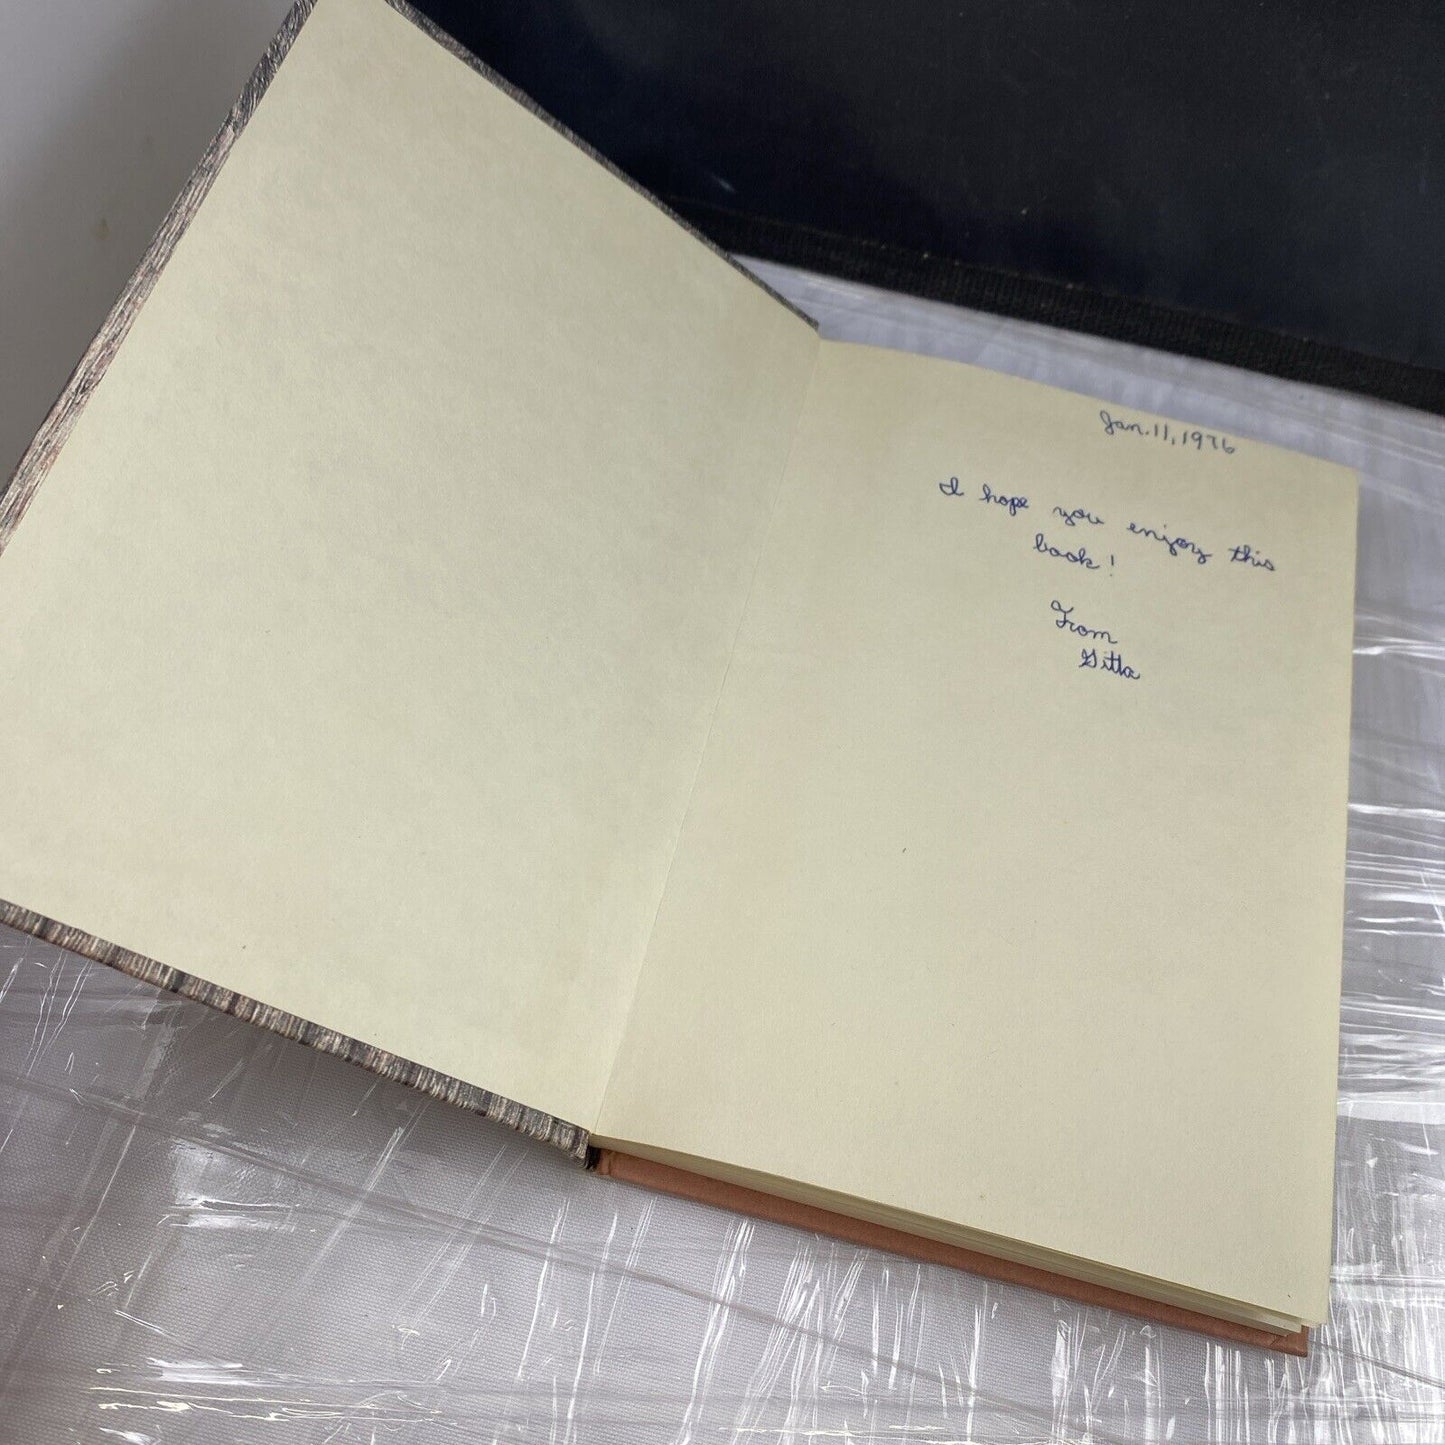 Jan. 11, 1976
I hope you enjoy this
book!
From
Gitta